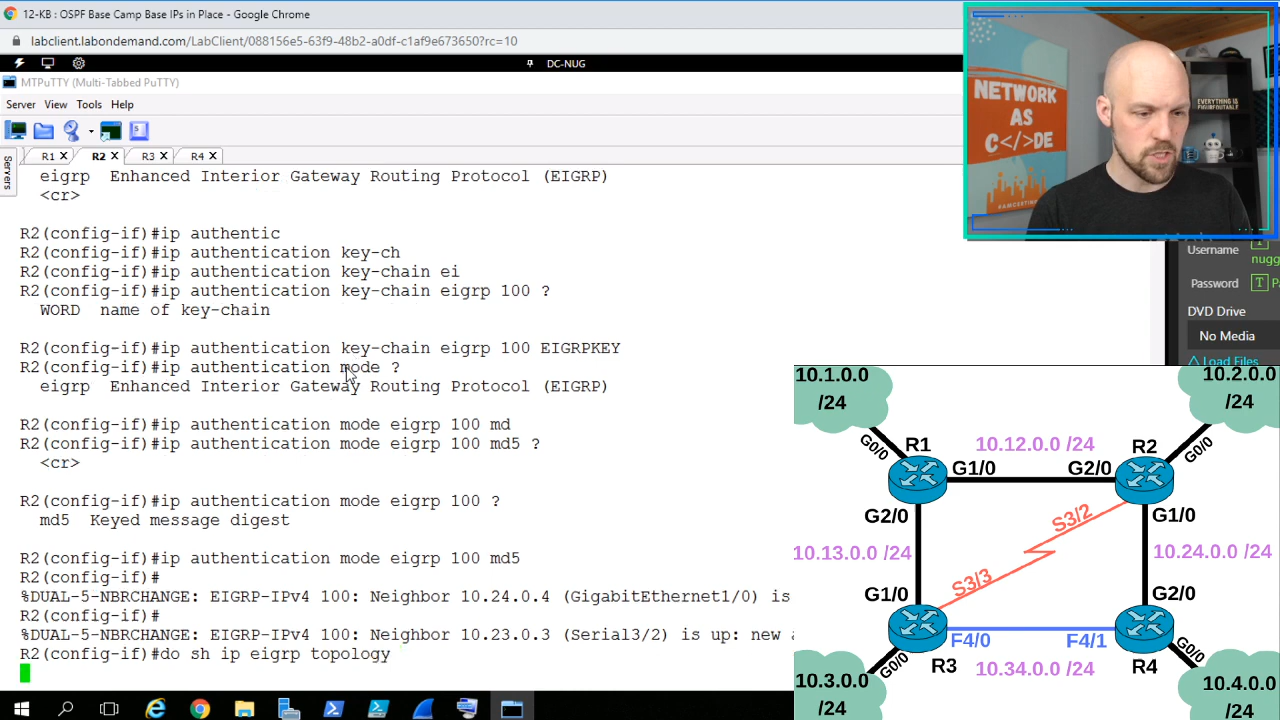 12-KB : OSPF Base Camp Base IPs in Place - Google Chrome
labclient.labondemand.com/LabClient/088156e5-63f9-48b2-a0df-c1af9e673650?rc=10
DC-NUG
MTPuTTY (Multi-Tabbed PuTTY)
Server View Tools Help
R1 R2 R3 R4
Servers
eigrp Enhanced Interior Gateway Routing Protocol (EIGRP)
<cr>
R2(config-if)#ip authentic
R2(config-if)#ip authentication key-ch
R2(config-if)#ip authentication key-chain ei
R2(config-if)#ip authentication key-chain eigrp 100 ?
WORD name of key-chain
R2(config-if)#ip authentication key-chain eigrp 100 EIGRPKEY
R2(config-if)#ip authentication mode ?
eigrp Enhanced Interior Gateway Routing Protocol (EIGRP)
R2(config-if)#ip authentication mode eigrp 100 md
R2(config-if)#ip authentication mode eigrp 100 md5 ?
<cr>
R2(config-if)#ip authentication mode eigrp 100 ?
md5 Keyed message digest
R2(config-if)#ip authentication mode eigrp 100 md5
R2(config-if)#
%DUAL-5-NBRCHANGE: EIGRP-IPv4 100: Neighbor 10.24.0.4 (GigabitEthernet1/0) is
R2(config-if)#
%DUAL-5-NBRCHANGE: EIGRP-IPv4 100: Neighbor 10.23.0.3 (Serial3/2) is up: new
R2(config-if)#do sh ip eigrp topology
NETWORK
AS
C</>DE
EVERYTHING IS
Username
nugg
Password
DVD Drive
No Media
Load Files
10.1.0.0
/24
10.2.0.0
/24
G0/0
G0/0
R1
10.12.0.0 /24
R2
G1/0
G2/0
G2/0
S3/2
G1/0
10.13.0.0 /24
10.24.0.0 /24
S3/3
G1/0
G2/0
F4/0
F4/1
G0/0
R3
10.34.0.0 /24
R4
G0/0
10.3.0.0
/24
10.4.0.0
/24